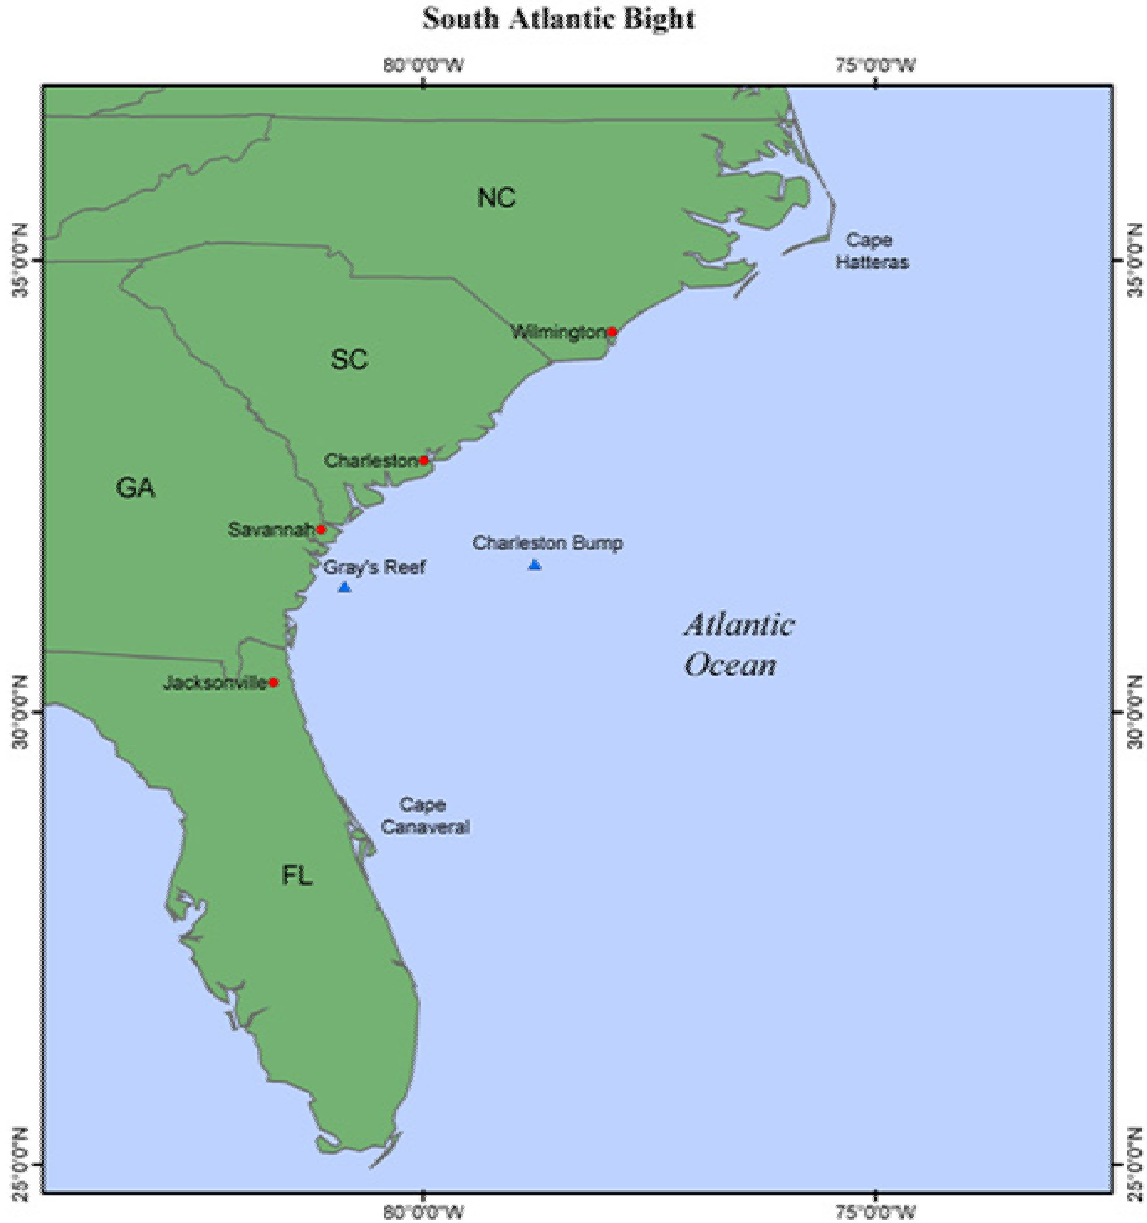 South Atlantic Bight
80°0'0"W
75°0'0"W
NC
35°0'0"N
Cape
Hatteras
35°0'0"N
Wilmington
SC
Charleston
GA
Savannah
Charleston Bump
Gray's Reef
Atlantic
Ocean
Jacksonville
30°0'0"N
30°0'0"N
Cape
Canaveral
FL
25°0'0"N
25°0'0"N
80°0'0"W
75°0'0"W